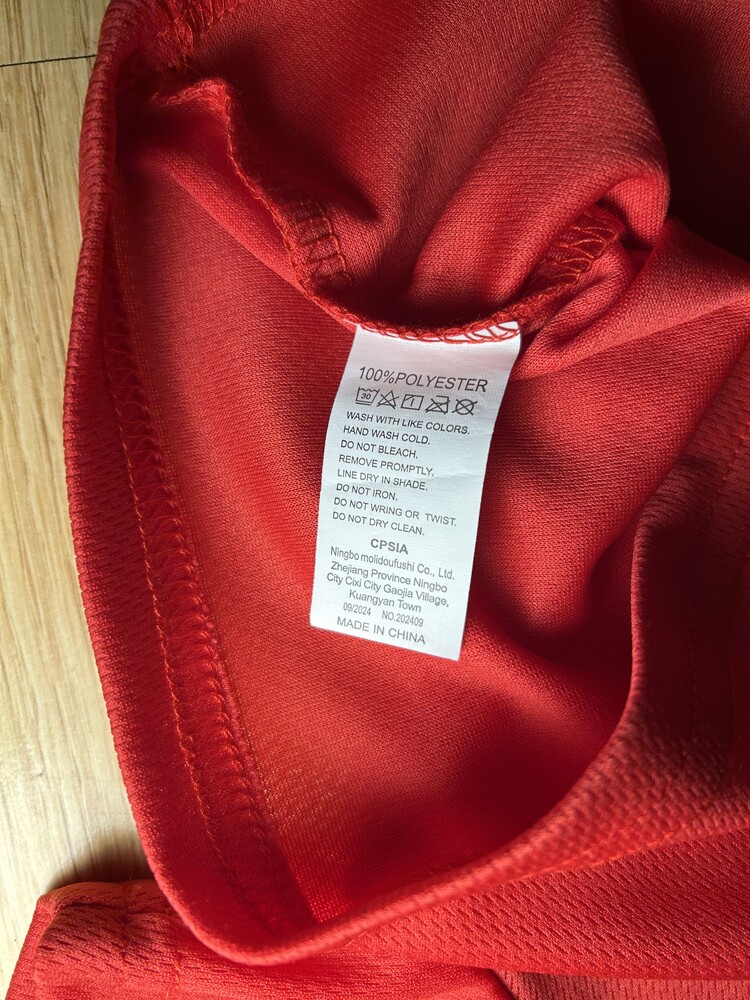 100%POLYESTER
30
WASH WITH LIKE COLORS.
HAND WASH COLD.
DO NOT BLEACH.
REMOVE PROMPTLY.
LINE DRY IN SHADE.
DO NOT IRON.
DO NOT WRING OR TWIST.
DO NOT DRY CLEAN.
CPSIA
Ningbo molidoufushi Co., Ltd.
Zhejiang Province Ningbo
City Cixi City Gaojia Village,
Kuangyan Town
09/2024 NO.202409
MADE IN CHINA